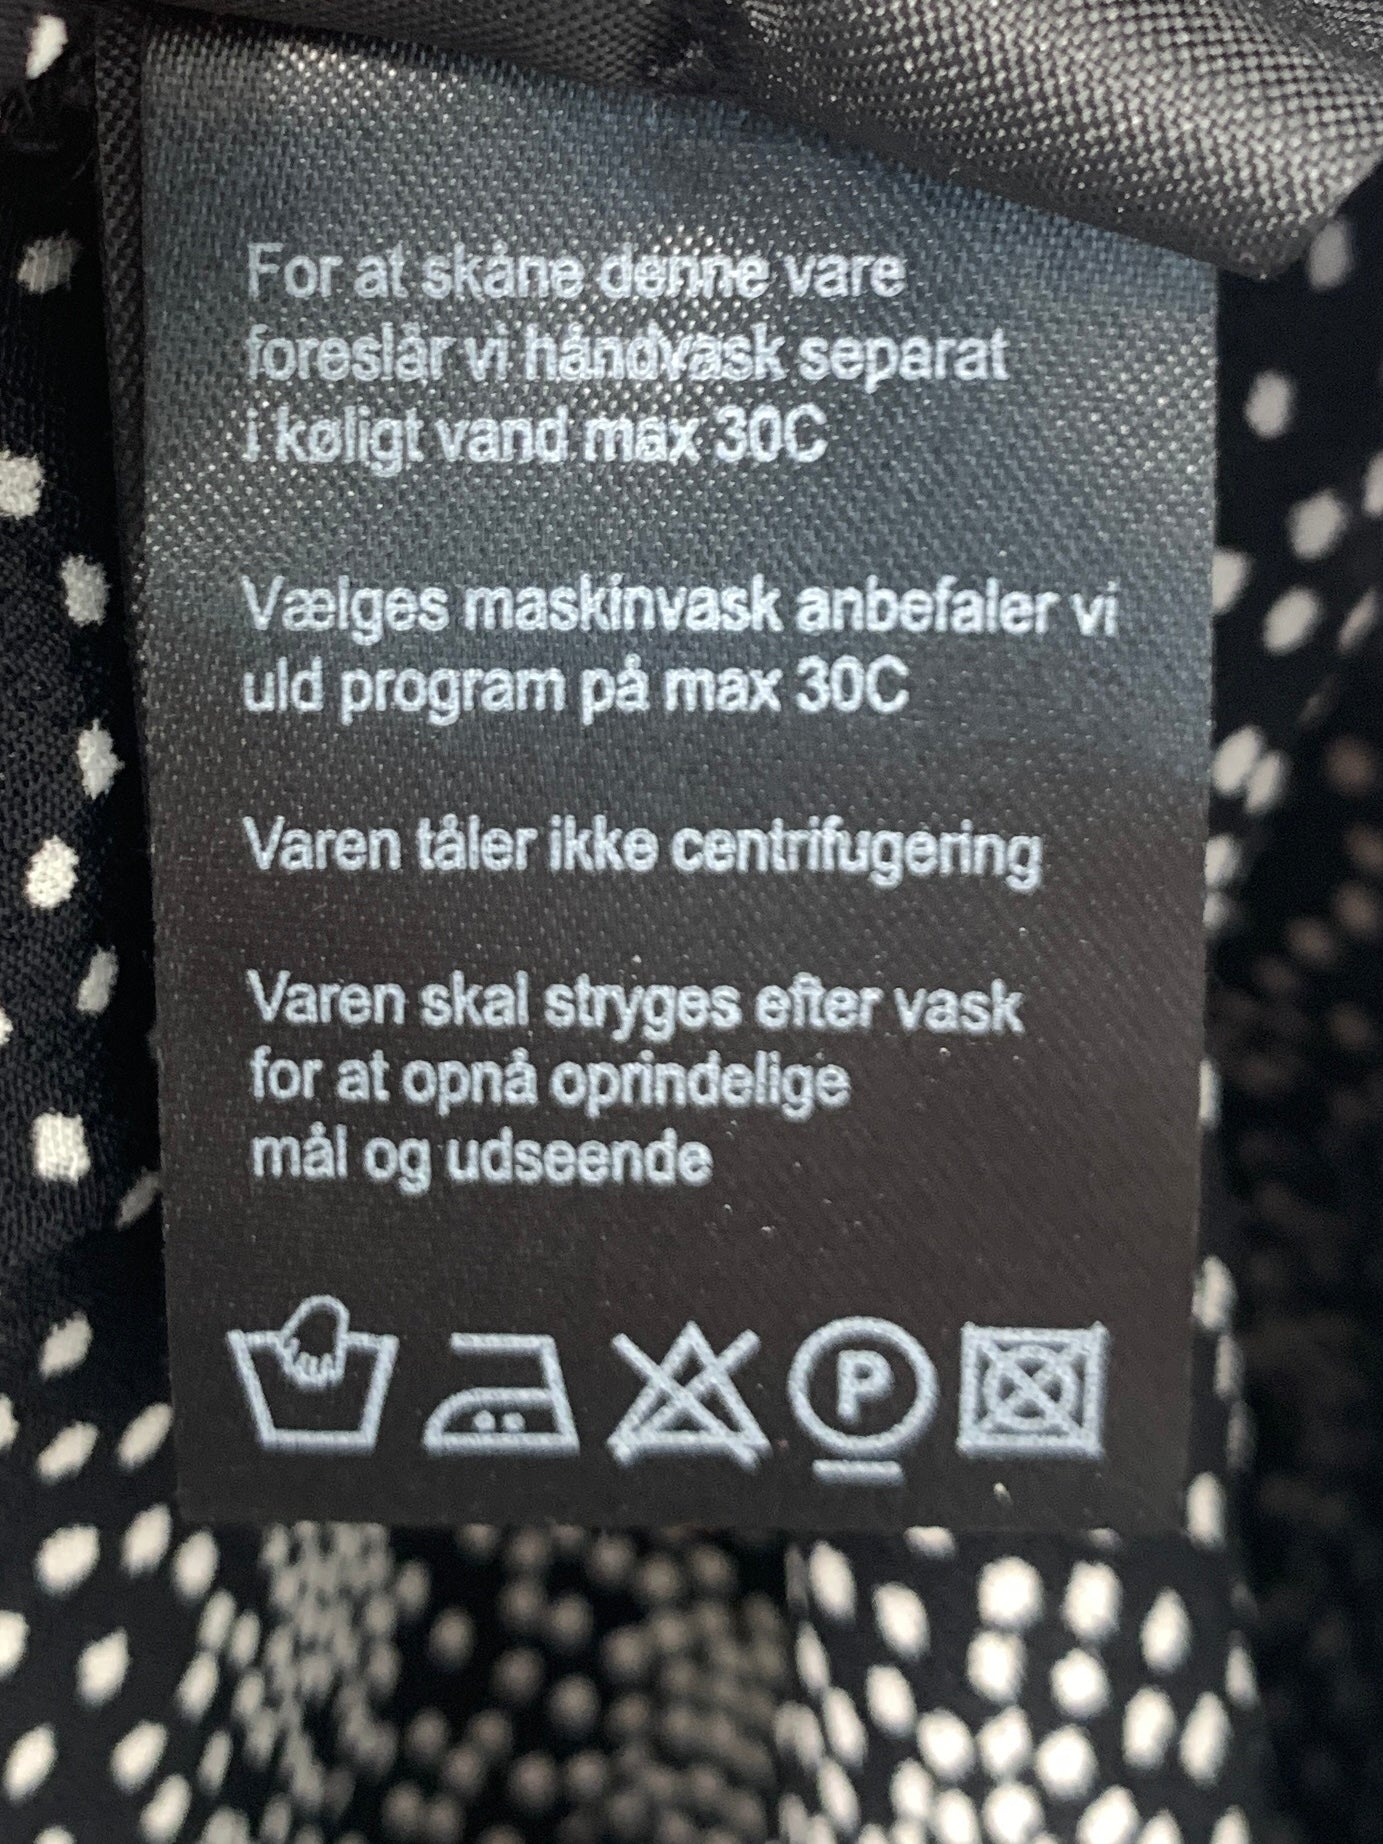 For at skåne denne vare
foreslår vi håndvask separat
i køligt vand max 30C
Vælges maskinvask anbefaler vi
uld program på max 30C
Varen tåler ikke centrifugering
Varen skal stryges efter vask
for at opnå oprindelige
mål og udseende
P